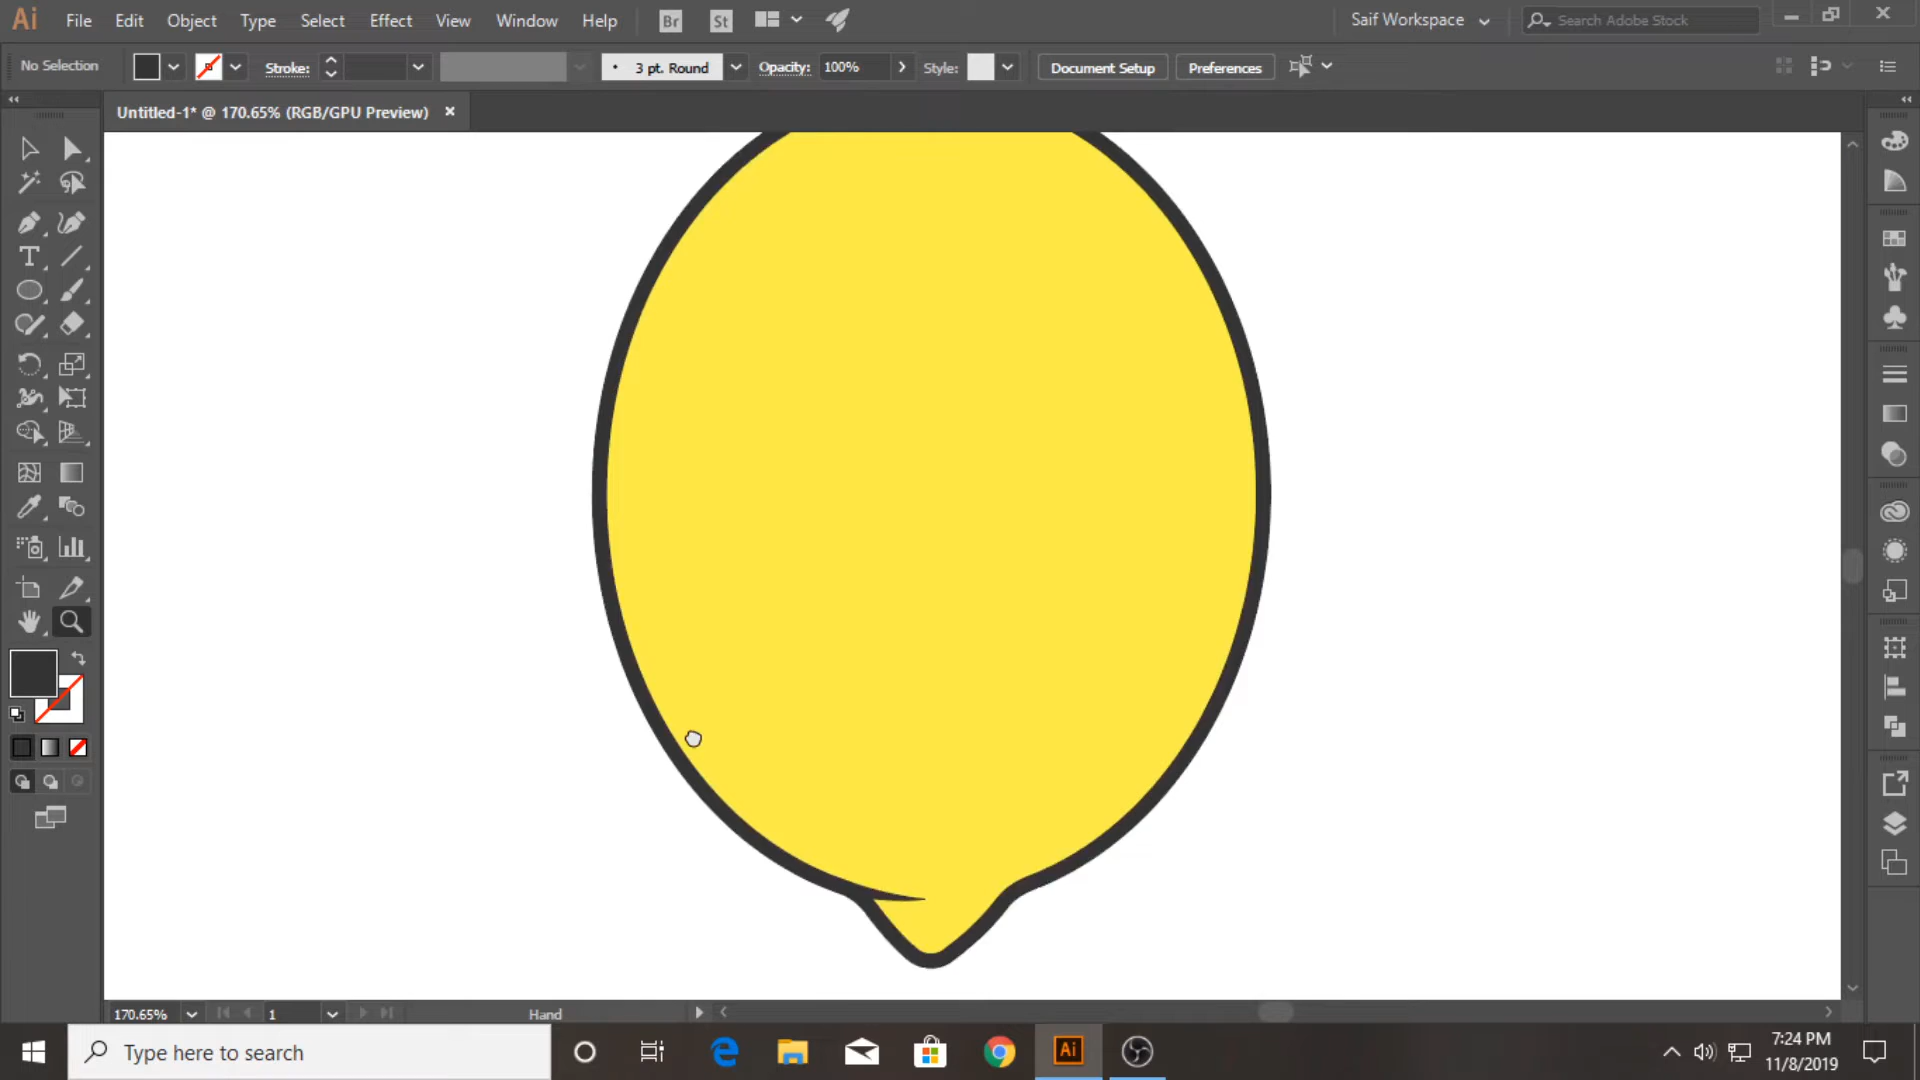 Ai File Edit Object Type Select Effect View Window Help Br St Saif Workspace Search Adobe Stock
No Selection Stroke: 3 pt. Round Opacity: 100% Style: Document Setup Preferences
Untitled-1* @ 170.65% (RGB/GPU Preview)
T
170.65% 1 Hand
Type here to search Ai 7:24 PM
11/8/2019